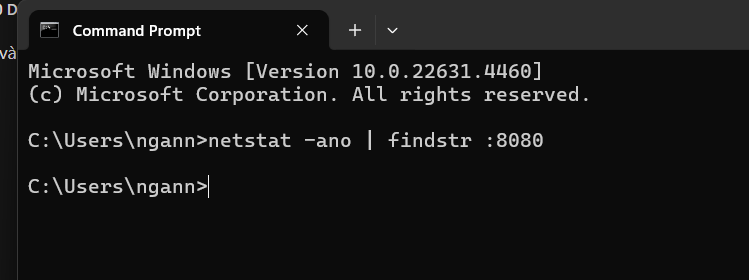 D
Command Prompt
và
Microsoft Windows [Version 10.0.22631.4460]
(c) Microsoft Corporation. All rights reserved.
C:\Users\ngann>netstat -ano | findstr :8080
C:\Users\ngann>